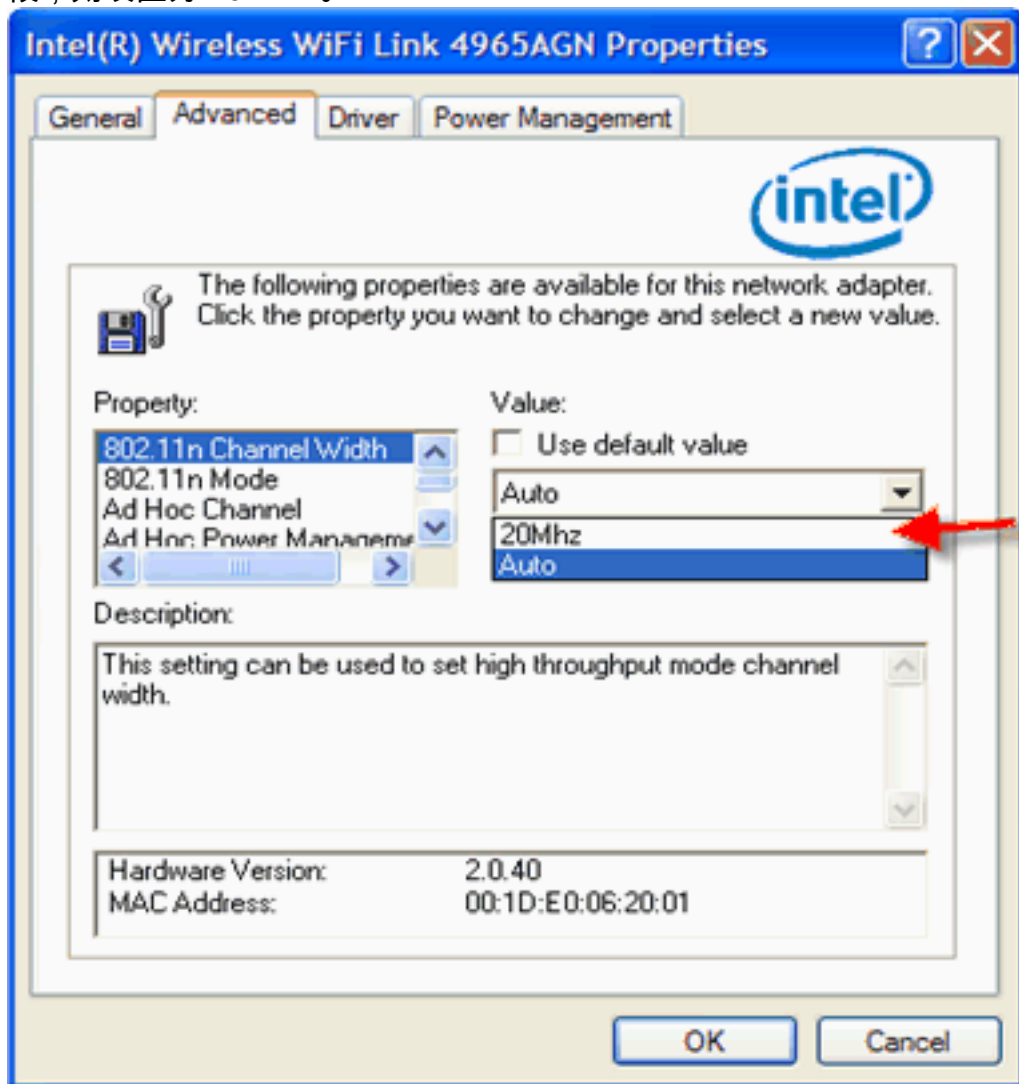 Intel(R) Wireless WiFi Link 4965AGN Properties
General Advanced Driver Power Management
intel
The following properties are available for this network adapter.
Click the property you want to change and select a new value.
Property: Value:
802.11n Channel Width
802.11n Mode
Ad Hoc Channel
Ad Hoc Power Manageme
Use default value
Auto
20Mhz
Auto
Description:
This setting can be used to set high throughput mode channel
width.
Hardware Version: 2.0.40
MAC Address: 00:1D:E0:06:20:01
OK Cancel